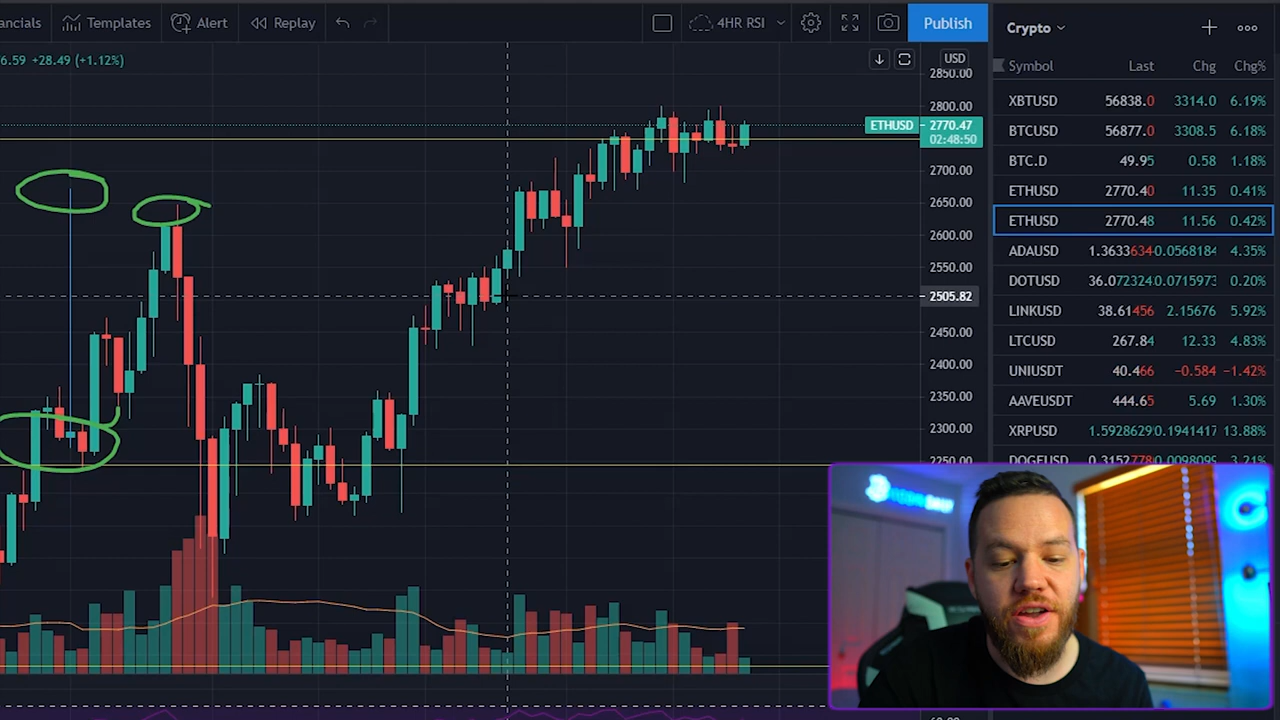 ancials Templates Alert Replay 4HR RSI Publish
6.59 +28.49 (+1.12%)
USD
2850.00
2800.00
ETHUSD 2770.47
02:48:50
2700.00
2650.00
2600.00
2550.00
2505.82
2450.00
2400.00
2350.00
2300.00
2250.00
Crypto
Symbol Last Chg Chg%
XBTUSD 56838.0 3314.0 6.19%
BTCUSD 56877.0 3308.5 6.18%
BTC.D 49.95 0.58 1.18%
ETHUSD 2770.40 11.35 0.41%
ETHUSD 2770.48 11.56 0.42%
ADAUSD 1.3633634 0.0568184 4.35%
DOTUSD 36.072324 0.0715973 0.20%
LINKUSD 38.61456 2.15676 5.92%
LTCUSD 267.84 12.33 4.83%
UNIUSDT 40.466 −0.584 −1.42%
AAVEUSDT 444.65 5.69 1.30%
XRPUSD 1.5928629 0.1941417 13.88%
DOGEUSD 0.3152778 0.0098099 3.21%